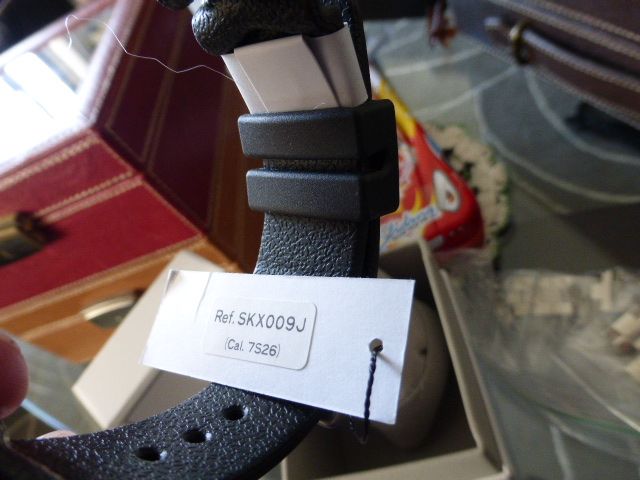 Ref. SKX009J
(Cal. 7S26)